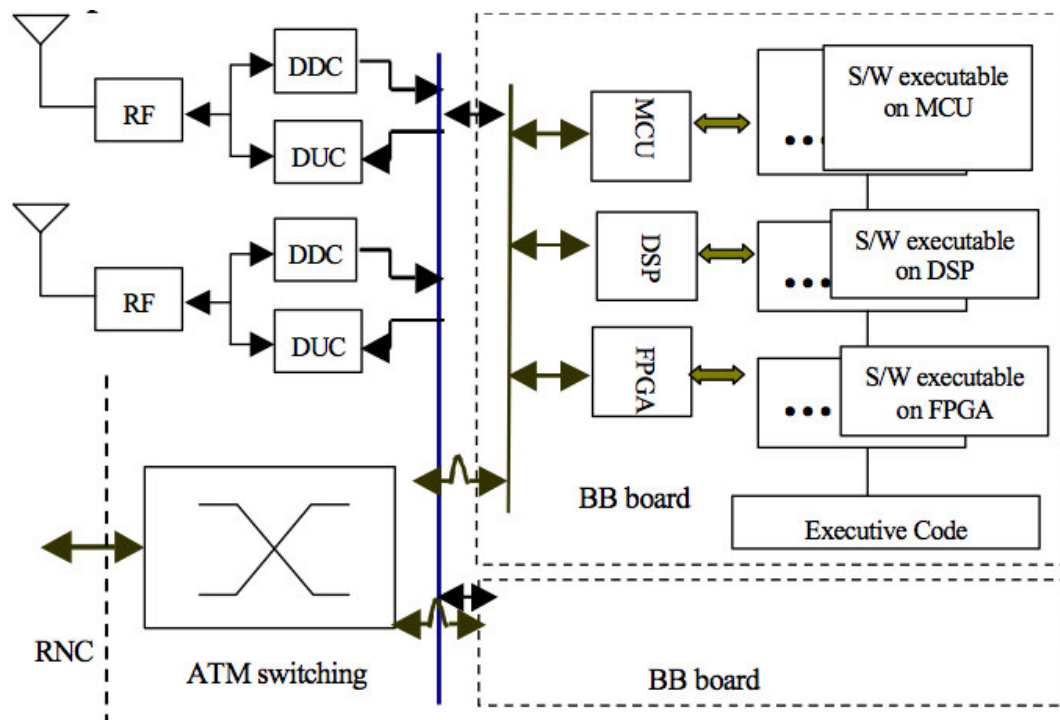 DDC
S/W executable
on MCU
RF
MCU
DUC
DDC
S/W executable
on DSP
DSP
RF
DUC
FPGA
S/W executable
on FPGA
BB board
Executive Code
RNC
ATM switching
BB board